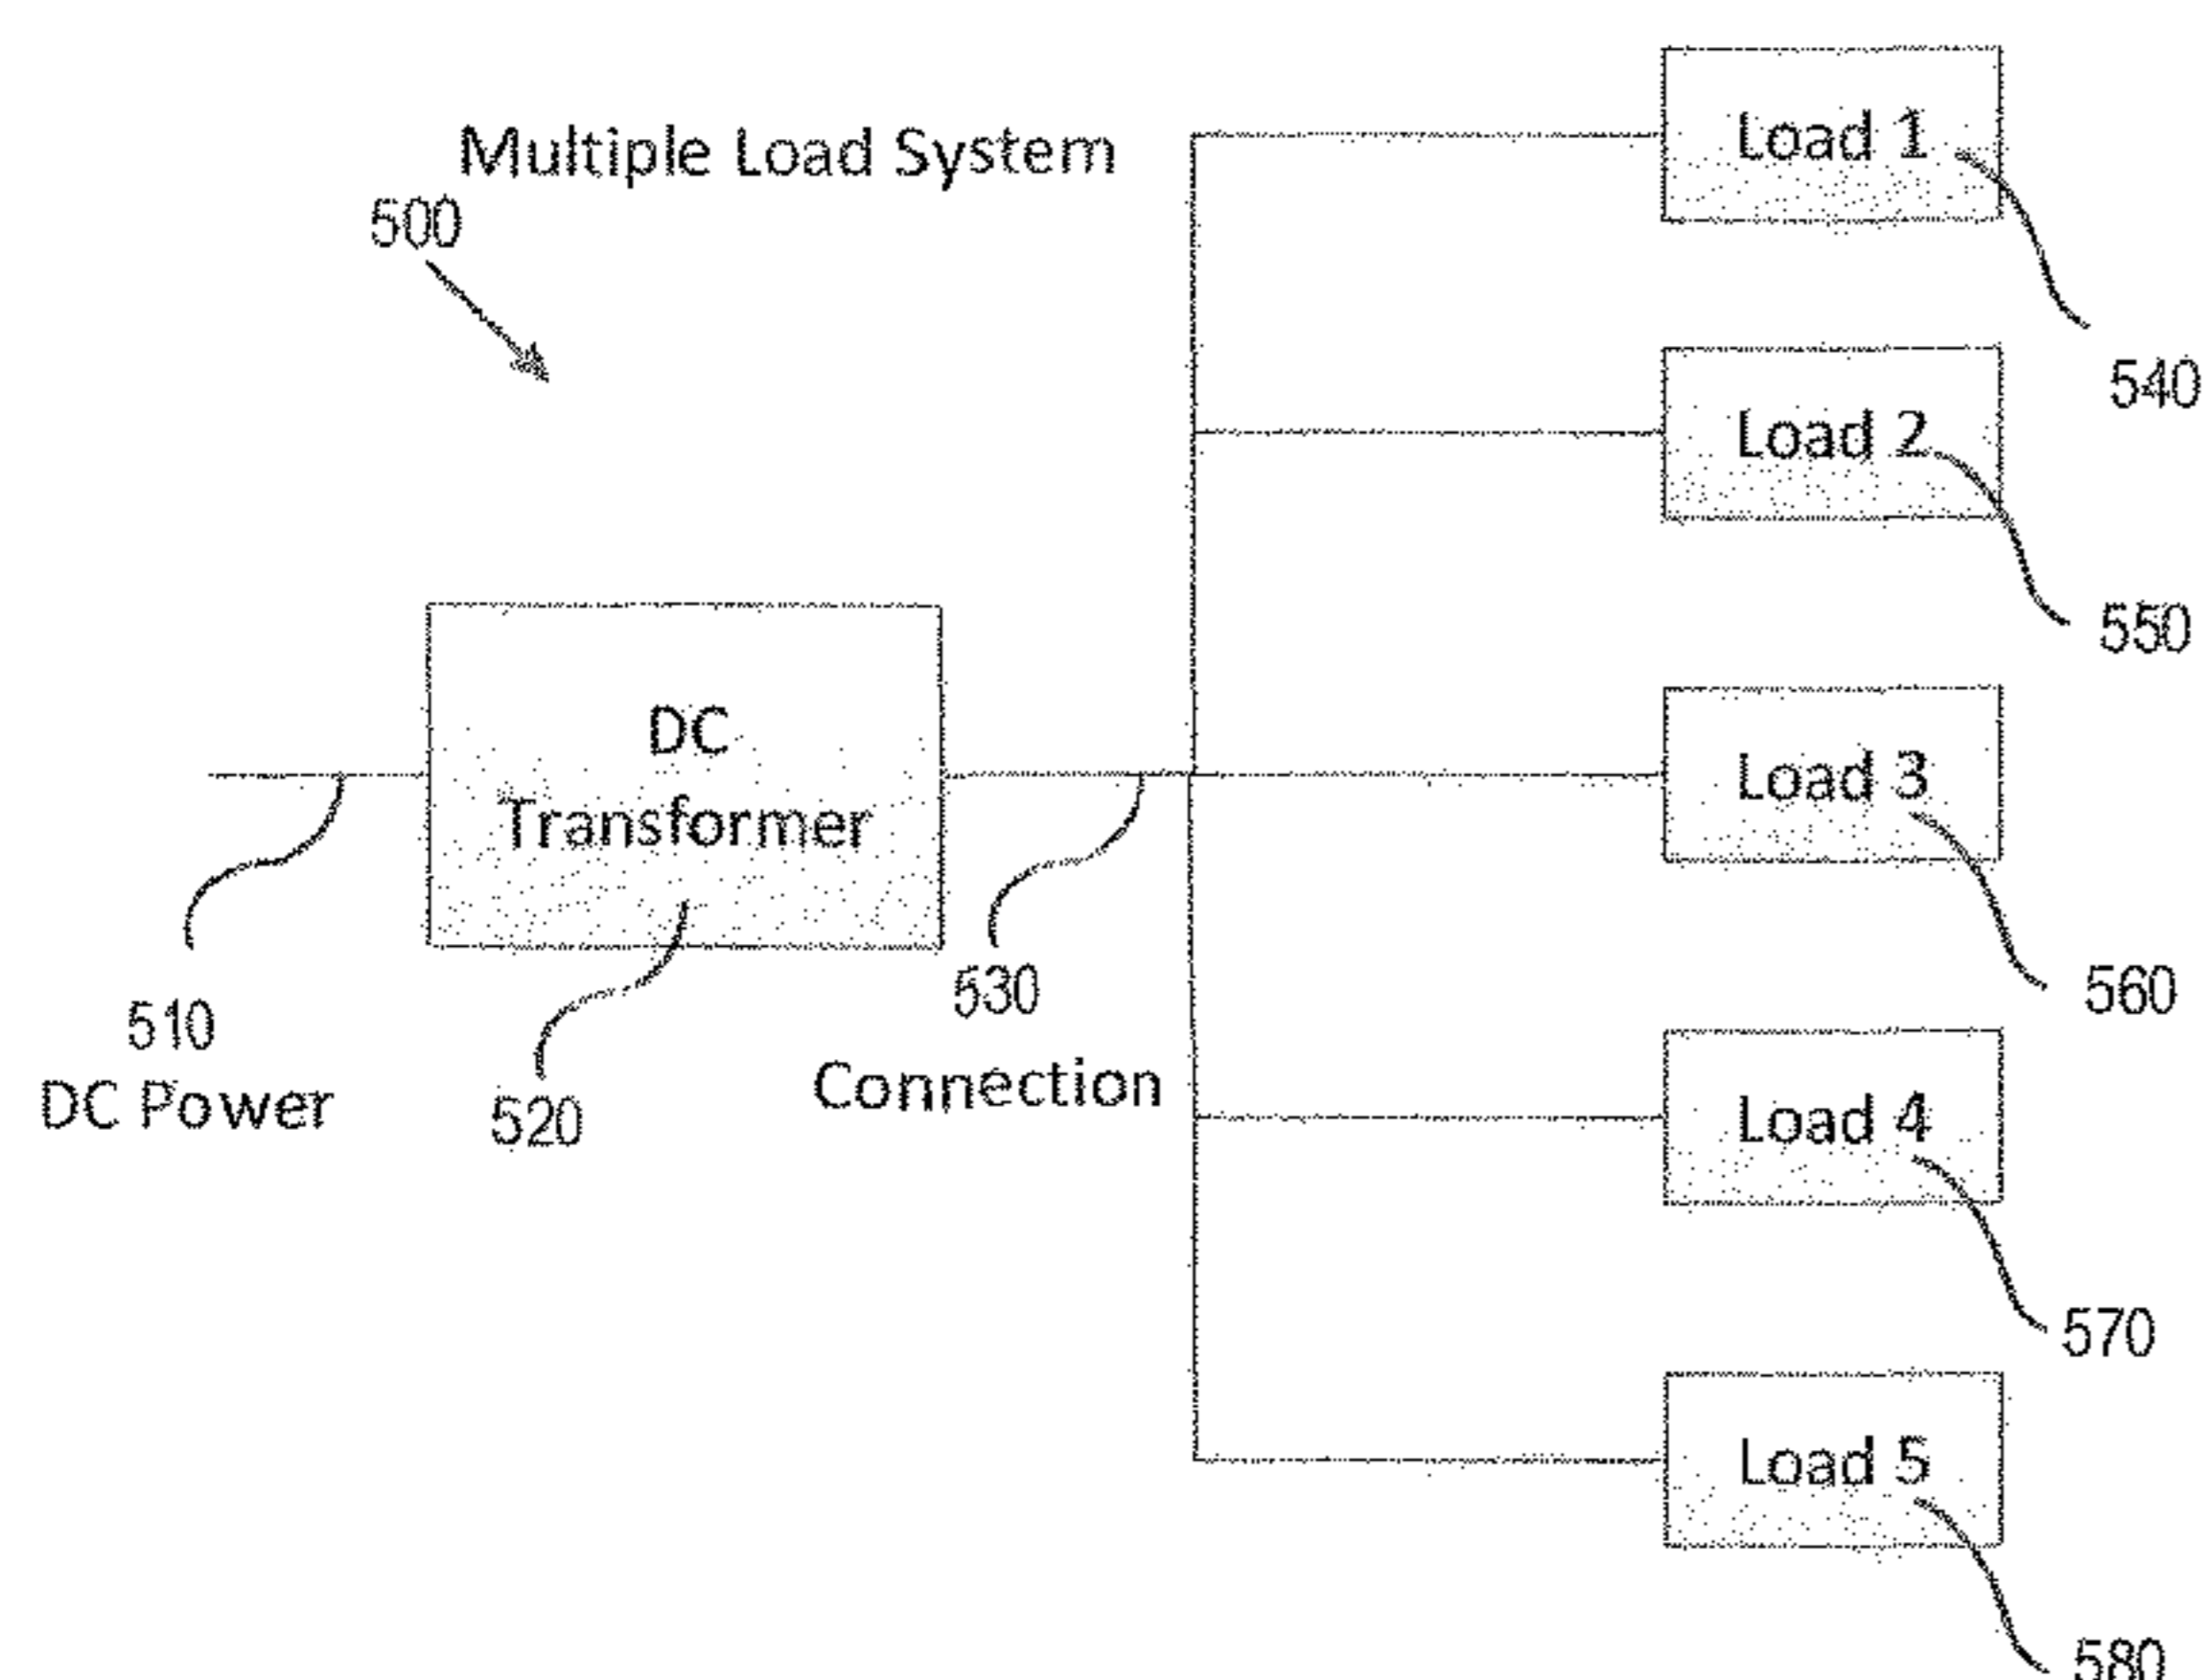 Multiple Load System
500
Load 1
540
Load 2
550
DC
Transformer
Load 3
510
DC Power
520
530
Connection
560
Load 4
570
Load 5
580